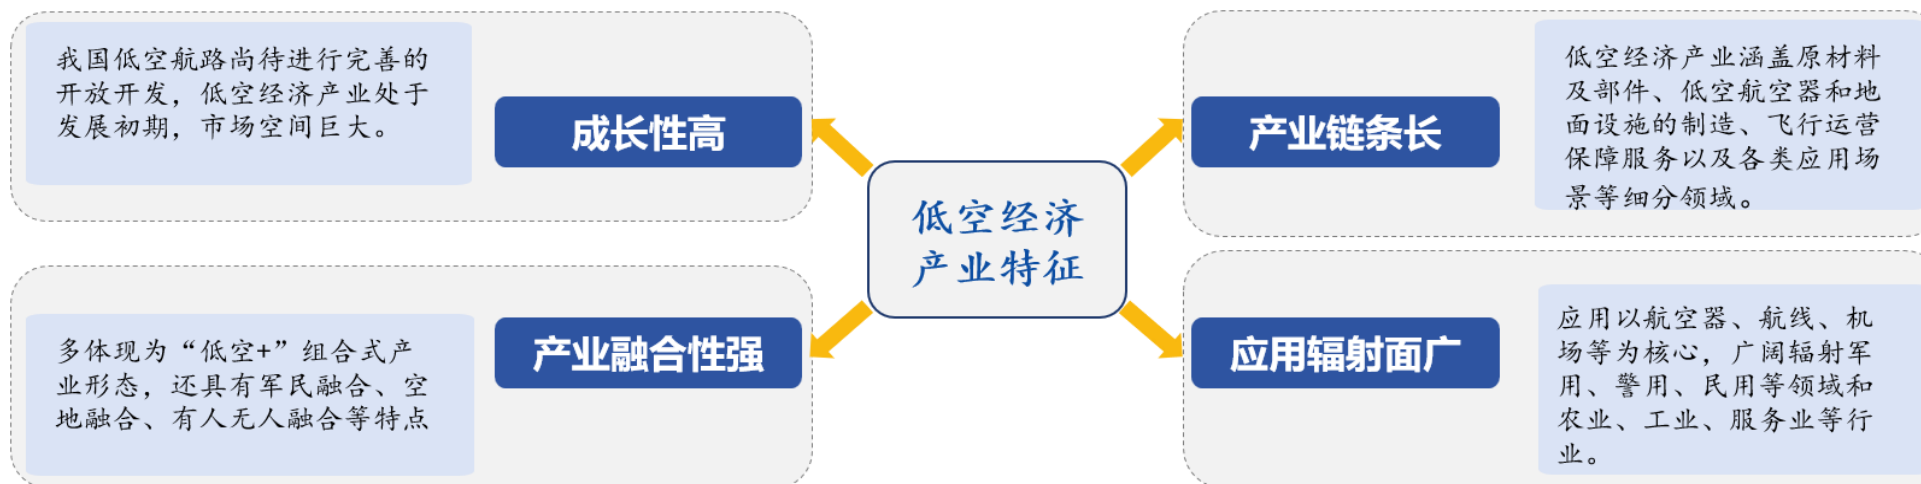 我国低空航路尚待进行完善的
开放开发，低空经济产业处于
发展初期，市场空间巨大。
成长性高
产业链条长
低空经济产业涵盖原材料
及部件、低空航空器和地
面设施的制造、飞行运营
保障服务以及各类应用场
景等细分领域。
低空经济
产业特征
多体现为“低空+”组合式产
业形态，还具有军民融合、空
地融合、有人无人融合等特点
产业融合性强
应用辐射面广
应用以航空器、航线、机
场等为核心，广阔辐射军
用、警用、民用等领域和
农业、工业、服务业等行
业。